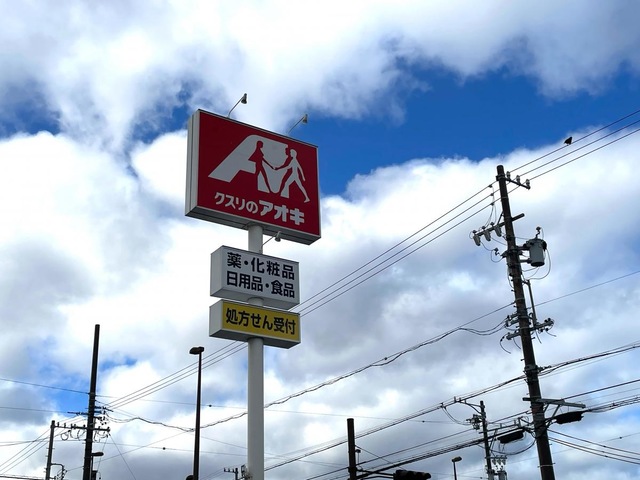 クスリのアオキ
薬・化粧品
日用品・食品
処方せん受付